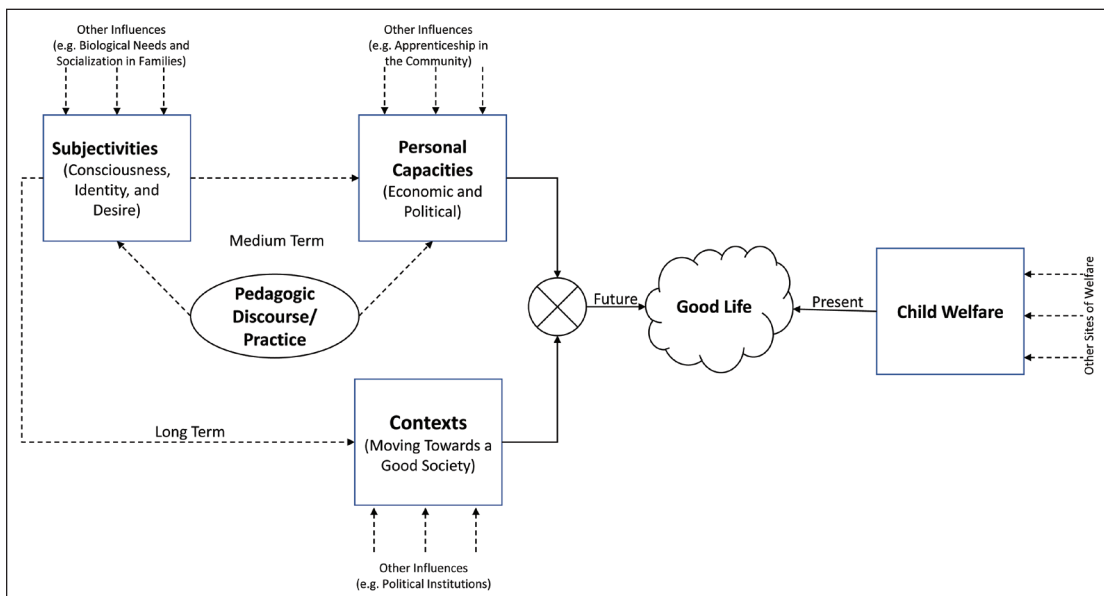 Other Influences
(e.g. Biological Needs and
Socialization in Families)
Other Influences
(e.g. Apprenticeship in
the Community)
Subjectivities
(Consciousness,
Identity, and
Desire)
Personal
Capacities
(Economic and
Political)
Medium Term
Pedagogic
Discourse/
Practice
Future
Good Life
Present
Child Welfare
Other Sites of Welfare
Long Term
Contexts
(Moving Towards a
Good Society)
Other Influences
(e.g. Political Institutions)